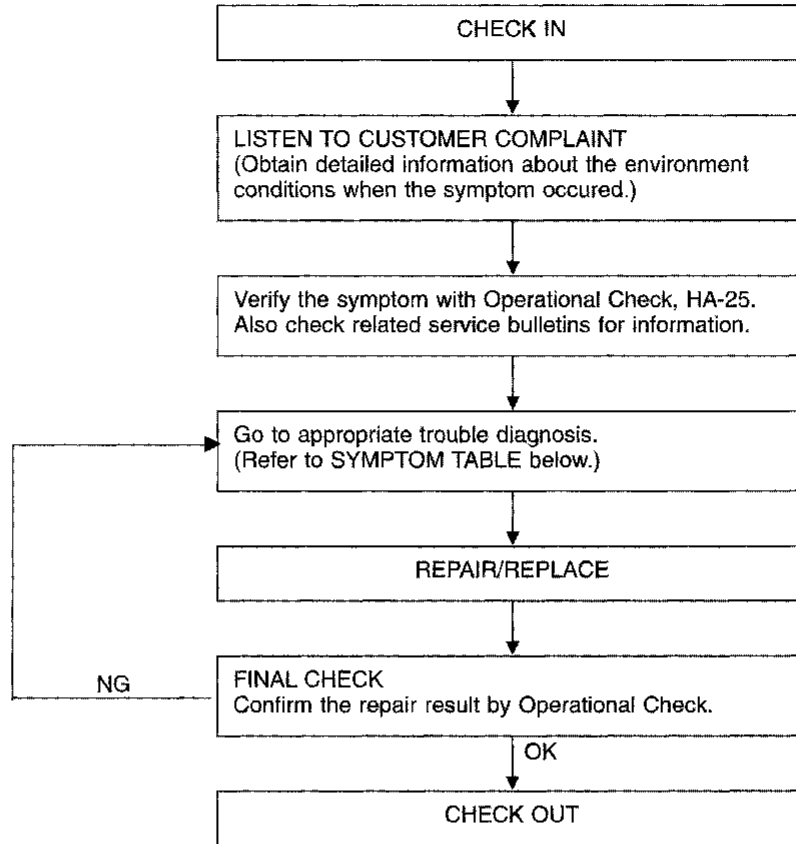 CHECK IN
LISTEN TO CUSTOMER COMPLAINT
(Obtain detailed information about the environment
conditions when the symptom occured.)
Verify the symptom with Operational Check, HA-25.
Also check related service bulletins for information.
Go to appropriate trouble diagnosis.
(Refer to SYMPTOM TABLE below.)
REPAIR/REPLACE
NG
FINAL CHECK
Confirm the repair result by Operational Check.
OK
CHECK OUT